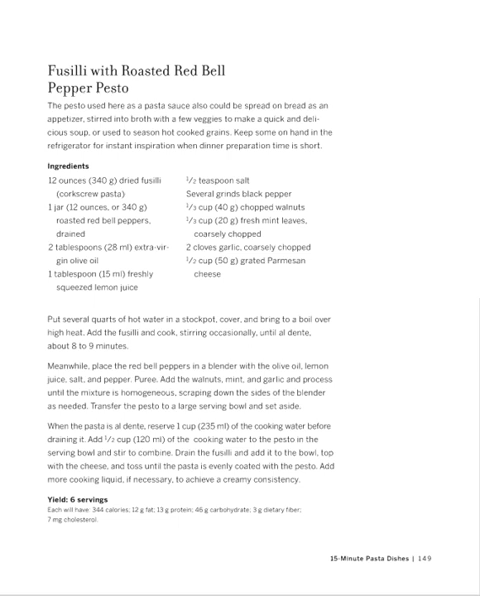 Fusilli with Roasted Red Bell
Pepper Pesto
The pesto used here as a pasta sauce also could be spread on bread as an
appetizer, stirred into broth with a few veggies to make a quick and deli-
cious soup, or used to season hot cooked grains. Keep some on hand in the
refrigerator for instant inspiration when dinner preparation time is short.
Ingredients
12 ounces (340 g) dried fusilli
(corkscrew pasta)
1 jar (12 ounces, or 340 g)
roasted red bell peppers,
drained
2 tablespoons (28 ml) extra-vir-
gin olive oil
1 tablespoon (15 ml) freshly
squeezed lemon juice
1/2 teaspoon salt
Several grinds black pepper
1/3 cup (40 g) chopped walnuts
1/3 cup (20 g) fresh mint leaves,
coarsely chopped
2 cloves garlic, coarsely chopped
1/2 cup (50 g) grated Parmesan
cheese
Put several quarts of hot water in a stockpot, cover, and bring to a boil over
high heat. Add the fusilli and cook, stirring occasionally, until al dente,
about 8 to 9 minutes.
Meanwhile, place the red bell peppers in a blender with the olive oil, lemon
juice, salt, and pepper. Puree. Add the walnuts, mint, and garlic and process
until the mixture is homogeneous, scraping down the sides of the blender
as needed. Transfer the pesto to a large serving bowl and set aside.
When the pasta is al dente, reserve 1 cup (235 ml) of the cooking water before
draining it. Add 1/2 cup (120 ml) of the cooking water to the pesto in the
serving bowl and stir to combine. Drain the fusilli and add it to the bowl, top
with the cheese, and toss until the pasta is evenly coated with the pesto. Add
more cooking liquid, if necessary, to achieve a creamy consistency.
Yield: 6 servings
Each will have: 344 calories; 12 g fat; 13 g protein; 46 g carbohydrate; 3 g dietary fiber;
7 mg cholesterol.
15-Minute Pasta Dishes | 149